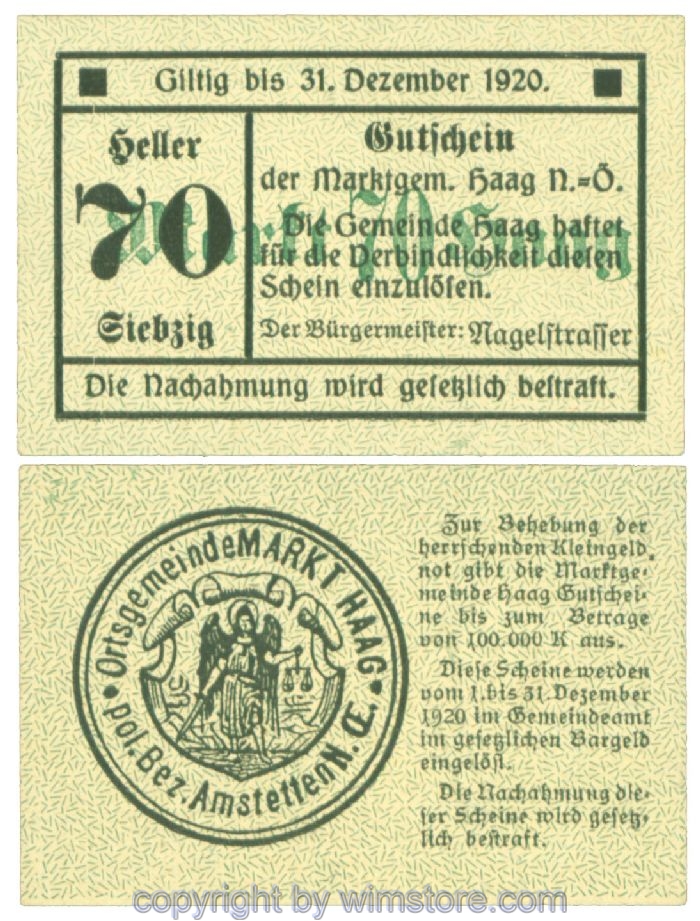 Giltig bis 31. Dezember 1920.
Heller
70
Siebzig
Gutschein
der Marktgem. Haag N.=Ö.
Markt 70 Haag
Die Gemeinde Haag haftet
für die Verbindlichkeit diesen
Schein einzulösen.
Der Bürgermeister: Nagelstrasser
Die Nachahmung wird gesetzlich bestraft.
Ortsgemeinde MARKT HAAG
pol. Bez. Amstetten N. Œ.
Zur Behebung der
herrschenden Kleingeld
not gibt die Marktge-
meinde Haag Gutschei-
ne bis zum Betrage
von 100.000 K aus.
Diese Scheine werden
vom 1. bis 31. Dezember
1920 im Gemeindeamt
im gesetzlichen Bargeld
eingelöst.
Die Nachahmung die-
ser Scheine wird gesetz-
lich bestraft.
copyright by wimstore.com